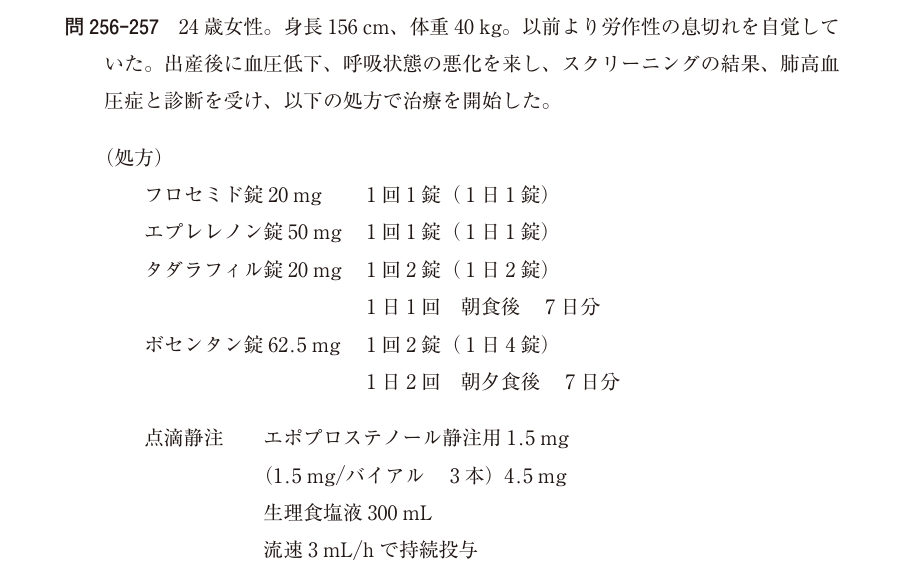 問 256-257　24 歳女性。身長 156 cm、体重 40 kg。以前より労作性の息切れを自覚して
いた。出産後に血圧低下、呼吸状態の悪化を来し、スクリーニングの結果、肺高血
圧症と診断を受け、以下の処方で治療を開始した。
（処方）
フロセミド錠 20 mg　1 回 1 錠（1 日 1 錠）
エプレレノン錠 50 mg　1 回 1 錠（1 日 1 錠）
タダラフィル錠 20 mg　1 回 2 錠（1 日 2 錠）
1 日 1 回　朝食後　7 日分
ボセンタン錠 62.5 mg　1 回 2 錠（1 日 4 錠）
1 日 2 回　朝夕食後　7 日分
点滴静注　エポプロステノール静注用 1.5 mg
（1.5 mg/バイアル　3 本）4.5 mg
生理食塩液 300 mL
流速 3 mL/h で持続投与